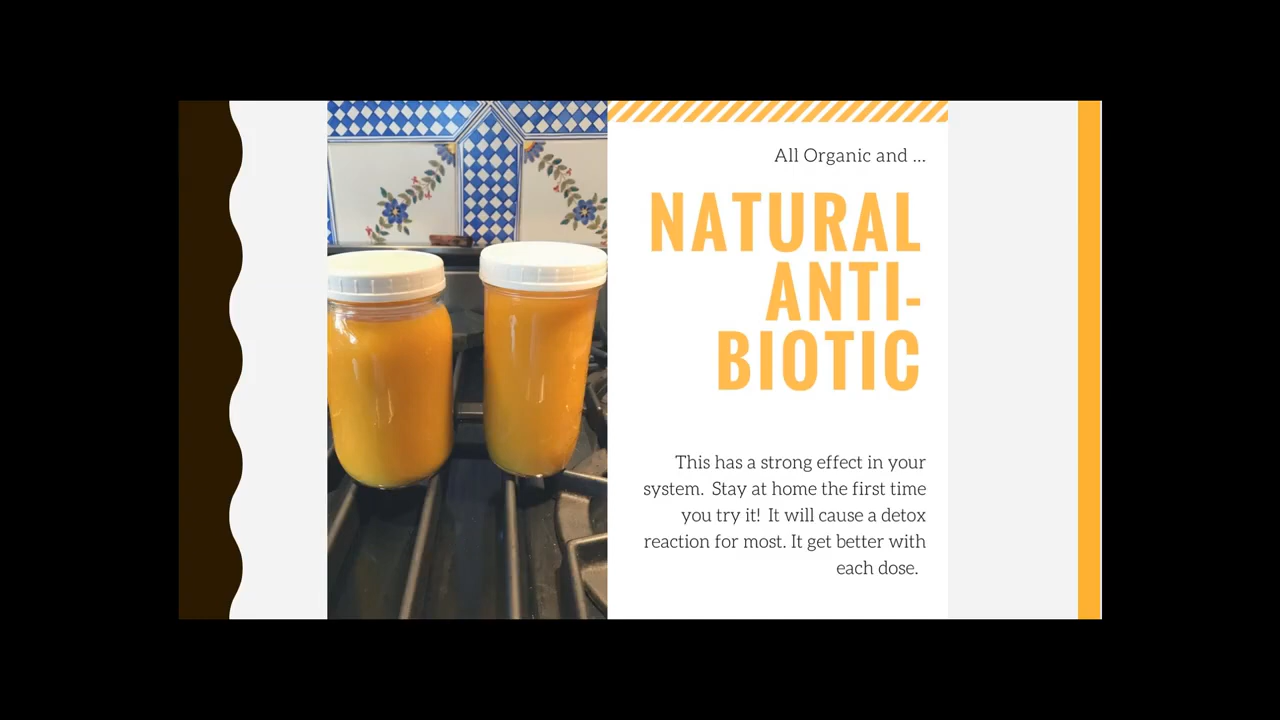 All Organic and ...
NATURAL
ANTI-
BIOTIC
This has a strong effect in your
system. Stay at home the first time
you try it! It will cause a detox
reaction for most. It get better with
each dose.